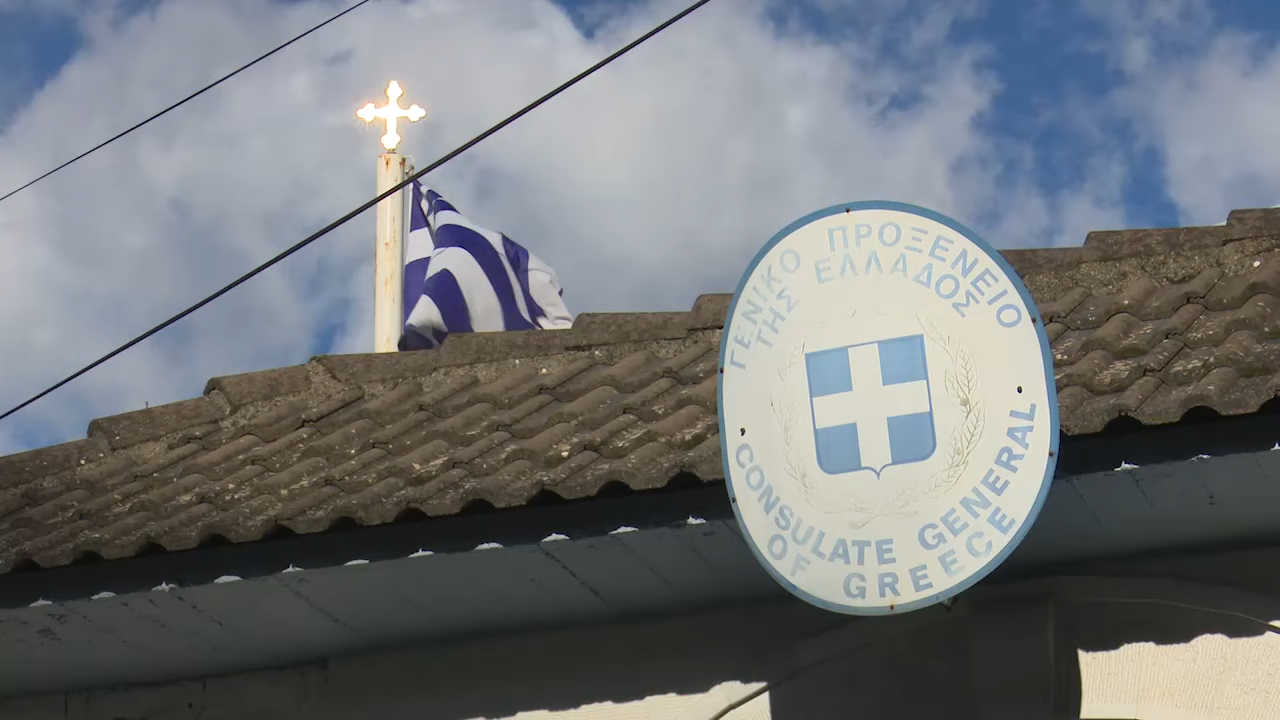 ΓΕΝΙΚΟ ΠΡΟΞΕΝΕΙΟ
ΤΗΣ ΕΛΛΑΔΟΣ
CONSULATE GENERAL
OF GREECE